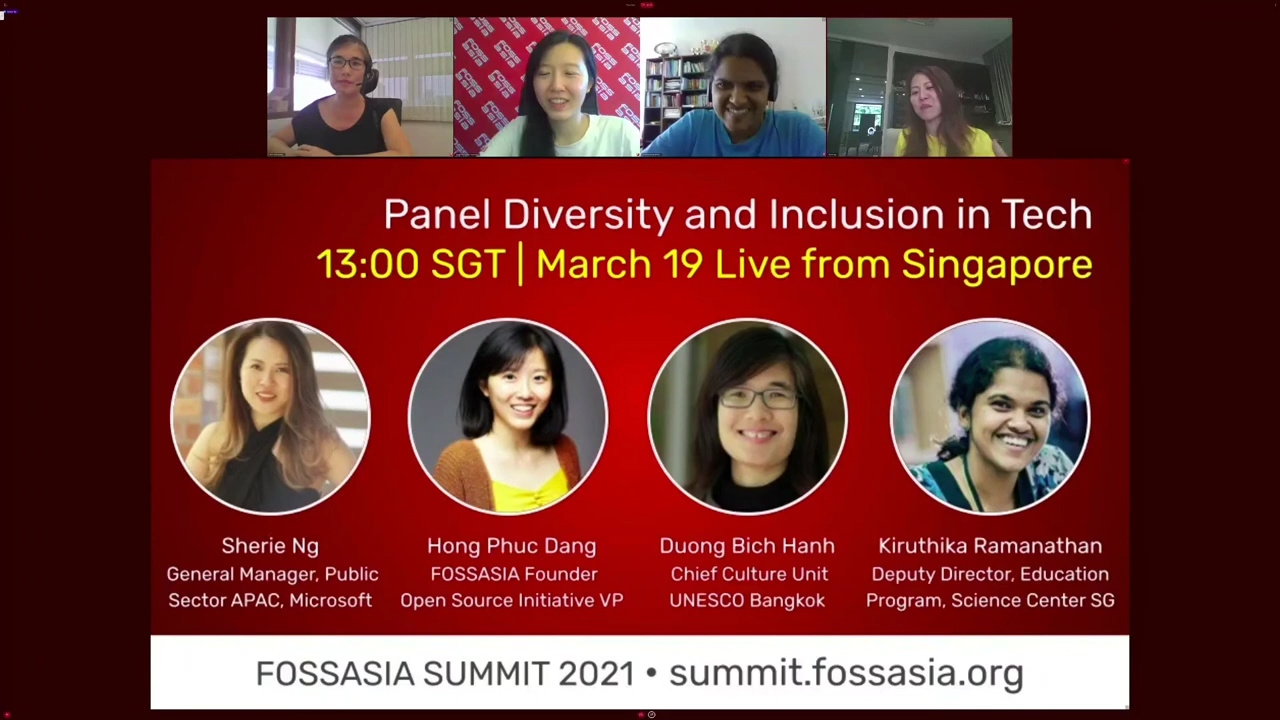 FOSS
ASIA
Panel Diversity and Inclusion in Tech
13:00 SGT | March 19 Live from Singapore
Sherie Ng
General Manager, Public
Sector APAC, Microsoft
Hong Phuc Dang
FOSSASIA Founder
Open Source Initiative VP
Duong Bich Hanh
Chief Culture Unit
UNESCO Bangkok
Kiruthika Ramanathan
Deputy Director, Education
Program, Science Center SG
FOSSASIA SUMMIT 2021 • summit.fossasia.org